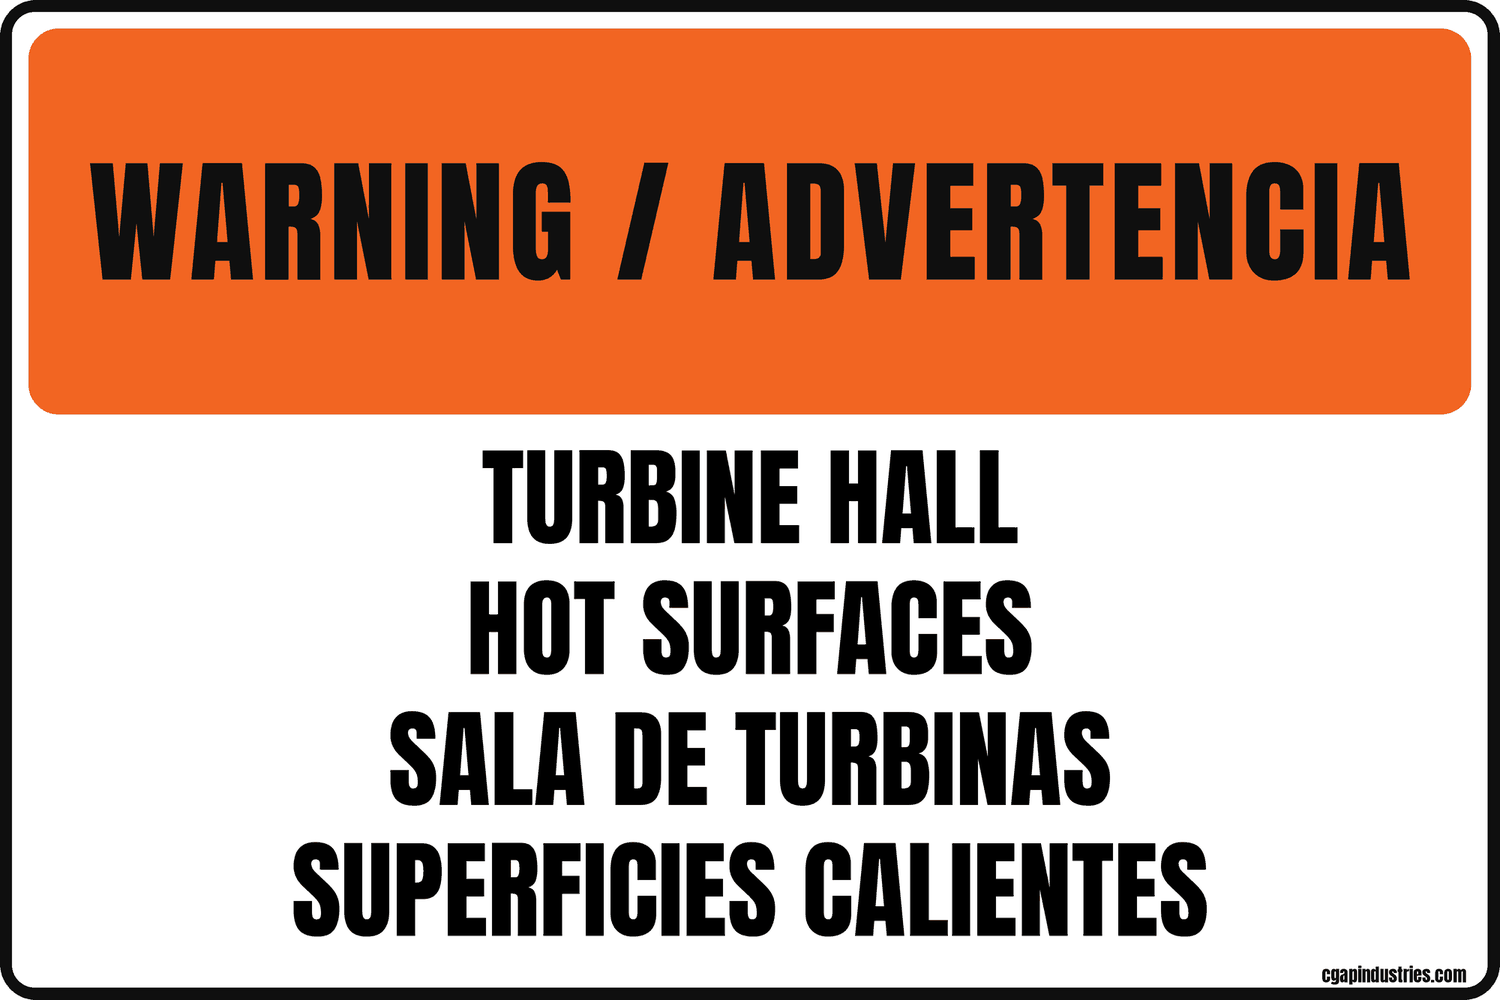 WARNING / ADVERTENCIA
TURBINE HALL
HOT SURFACES
SALA DE TURBINAS
SUPERFICIES CALIENTES
cgapindustries.com